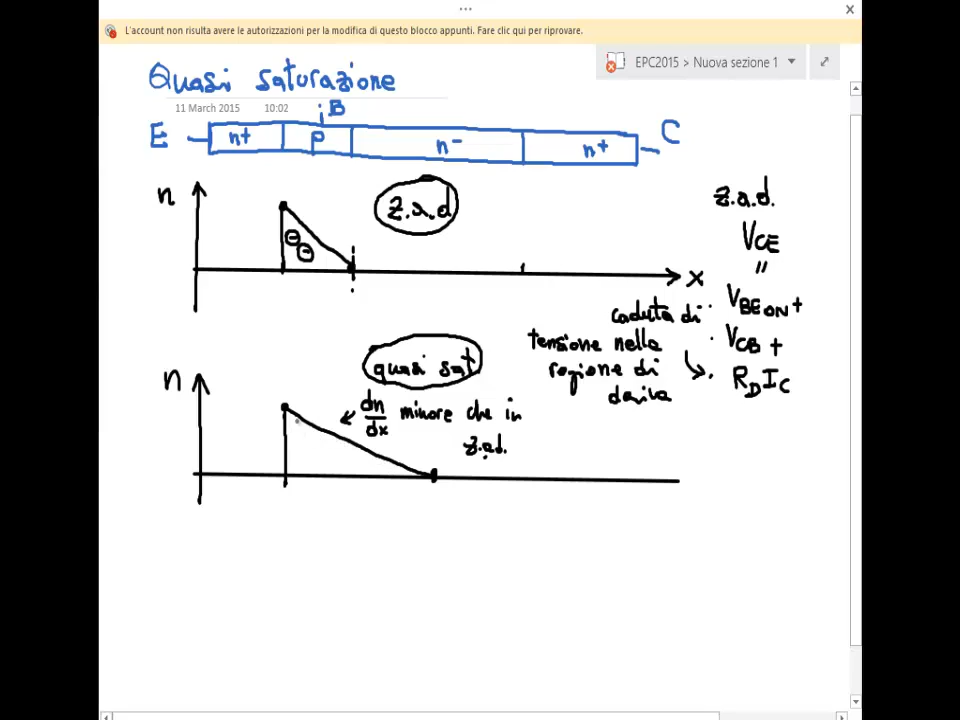 L'account non risulta avere le autorizzazioni per la modifica di questo blocco appunti. Fare clic qui per riprovare.
EPC2015 > Nuova sezione 1
Quasi saturazione
11 March 2015 10:02
B
E n+ P n- n+ C
n z.a.d
x
z.a.d.
VCE
"
VBEON+
VCB +
RDIC
caduta di
tensione nella
regione di
deriva
n quasi sat
dn/dx minore che in
z.a.d.